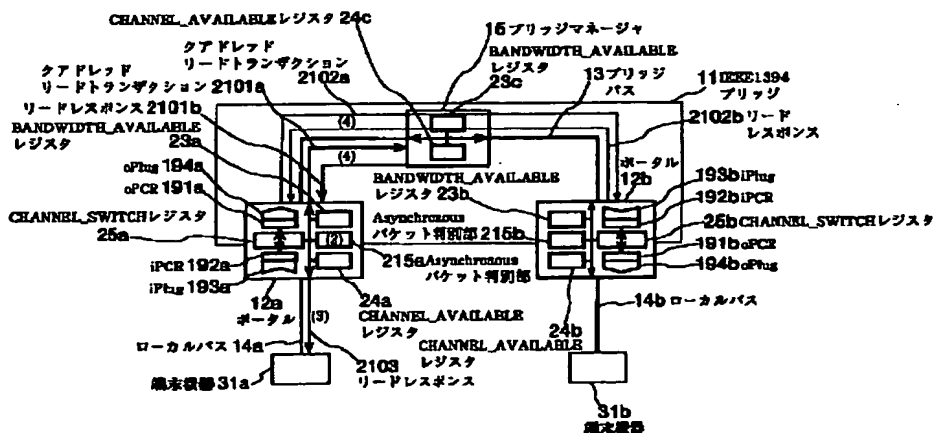 CHANNEL_AVAILABLEレジスタ 24c
15 ブリッジマネージャ
クアドレッド
リードトランザクション
2102a
BANDWIDTH_AVAILABLE
レジスタ
23c
13 ブリッジ
バス
11 IEEE1394
ブリッジ
クアドレッド
リードトランザクション 2101a
リードレスポンス 2101b
BANDWIDTH_AVAILABLE
レジスタ
23a
(4)
(4)
2102b リード
レスポンス
oPlug 194a
oPCR 191a
BANDWIDTH_AVAILABLE
レジスタ 23b
ポータル
12b
193b iPlug
192b iPCR
CHANNEL_SWITCHレジスタ
25a
(2)
Asynchronous
パケット判別部 215b
25b CHANNEL_SWITCHレジスタ
191b oPCR
194b oPlug
iPCR 192a
iPlug 193a
215a Asynchronous
パケット判別部
12a
ポータル
24a
(3)
CHANNEL_AVAILABLE
レジスタ
24b
14b ローカルバス
ローカルバス 14a
CHANNEL_AVAILABLE
レジスタ
2103
リードレスポンス
端末機器 31a
31b
端末機器